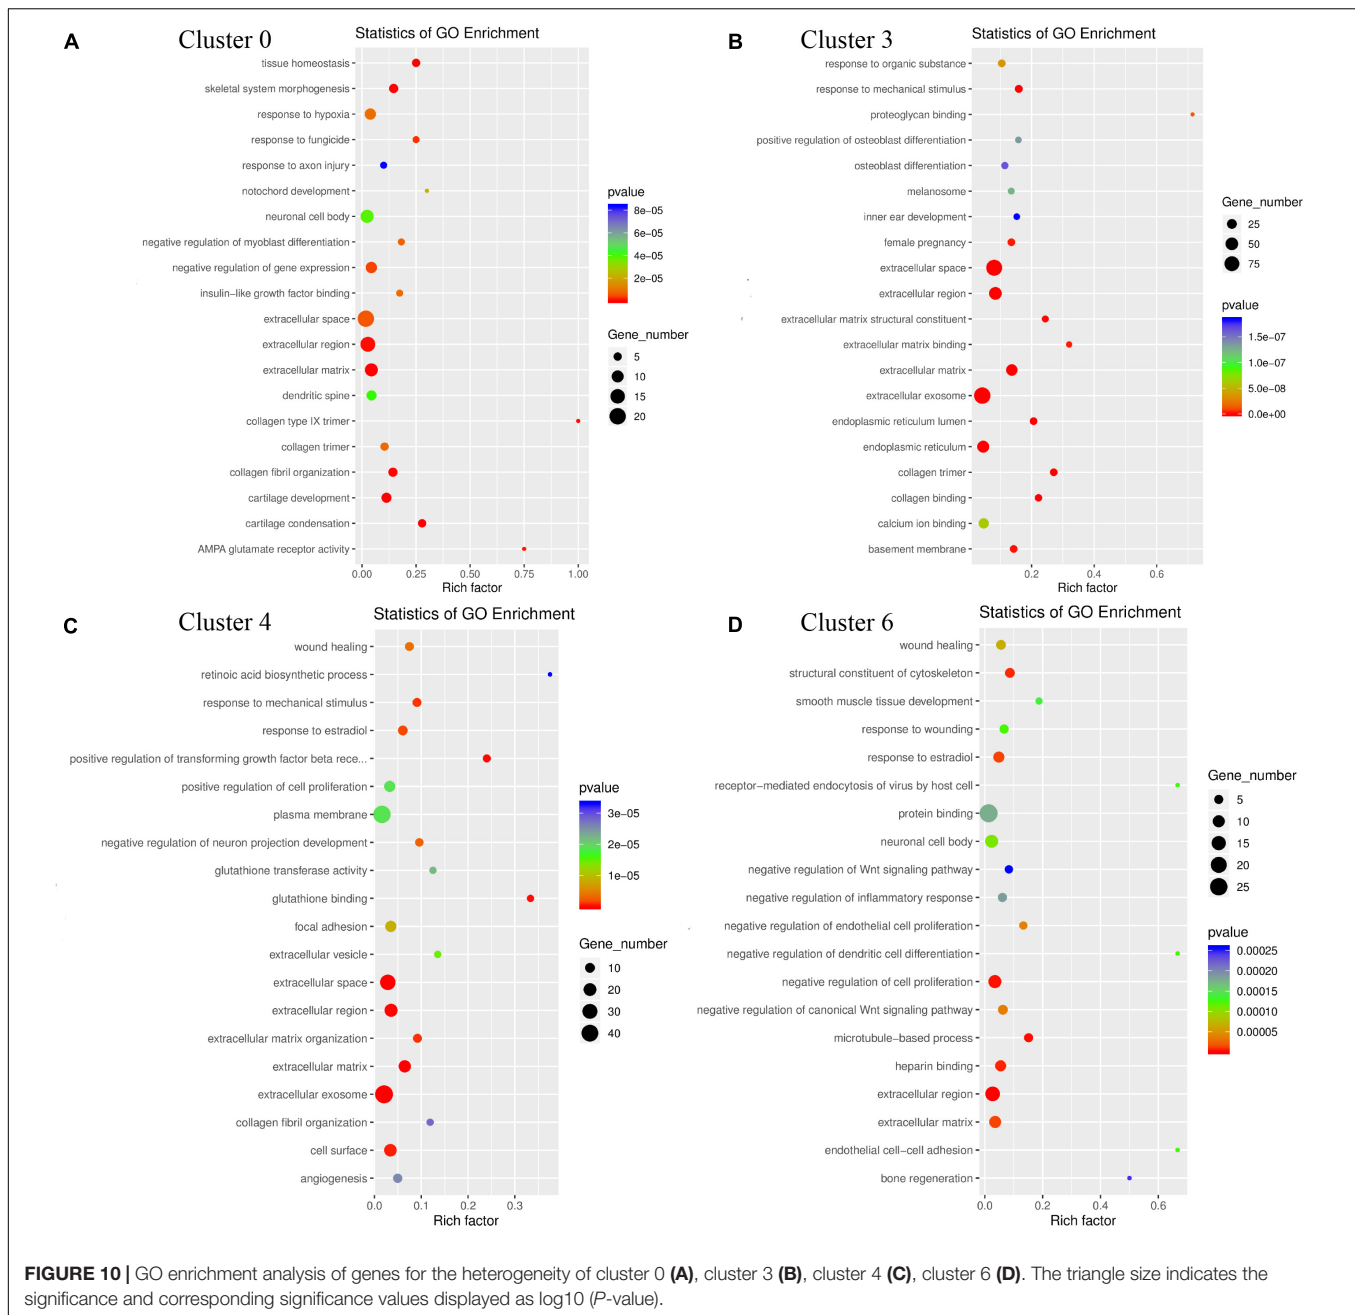 A
Cluster 0
Statistics of GO Enrichment
tissue homeostasis
skeletal system morphogenesis
response to hypoxia
response to fungicide
response to axon injury
notochord development
neuronal cell body
negative regulation of myoblast differentiation
negative regulation of gene expression
insulin−like growth factor binding
extracellular space
extracellular region
extracellular matrix
dendritic spine
collagen type IX trimer
collagen trimer
collagen fibril organization
cartilage development
cartilage condensation
AMPA glutamate receptor activity
0.00 0.25 0.50 0.75 1.00
Rich factor
pvalue
8e−05
6e−05
4e−05
2e−05
Gene_number
5
10
15
20
B
Cluster 3
Statistics of GO Enrichment
response to organic substance
response to mechanical stimulus
proteoglycan binding
positive regulation of osteoblast differentiation
osteoblast differentiation
melanosome
inner ear development
female pregnancy
extracellular space
extracellular region
extracellular matrix structural constituent
extracellular matrix binding
extracellular matrix
extracellular exosome
endoplasmic reticulum lumen
endoplasmic reticulum
collagen trimer
collagen binding
calcium ion binding
basement membrane
0.2 0.4 0.6
Rich factor
Gene_number
25
50
75
pvalue
1.5e−07
1.0e−07
5.0e−08
0.0e+00
C
Cluster 4
Statistics of GO Enrichment
wound healing
retinoic acid biosynthetic process
response to mechanical stimulus
response to estradiol
positive regulation of transforming growth factor beta rece...
positive regulation of cell proliferation
plasma membrane
negative regulation of neuron projection development
glutathione transferase activity
glutathione binding
focal adhesion
extracellular vesicle
extracellular space
extracellular region
extracellular matrix organization
extracellular matrix
extracellular exosome
collagen fibril organization
cell surface
angiogenesis
0.0 0.1 0.2 0.3
Rich factor
pvalue
3e−05
2e−05
1e−05
Gene_number
10
20
30
40
D
Cluster 6
Statistics of GO Enrichment
wound healing
structural constituent of cytoskeleton
smooth muscle tissue development
response to wounding
response to estradiol
receptor−mediated endocytosis of virus by host cell
protein binding
neuronal cell body
negative regulation of Wnt signaling pathway
negative regulation of inflammatory response
negative regulation of endothelial cell proliferation
negative regulation of dendritic cell differentiation
negative regulation of cell proliferation
negative regulation of canonical Wnt signaling pathway
microtubule−based process
heparin binding
extracellular region
extracellular matrix
endothelial cell−cell adhesion
bone regeneration
0.0 0.2 0.4 0.6
Rich factor
Gene_number
5
10
15
20
25
pvalue
0.00025
0.00020
0.00015
0.00010
0.00005
FIGURE 10 | GO enrichment analysis of genes for the heterogeneity of cluster 0 (A), cluster 3 (B), cluster 4 (C), cluster 6 (D). The triangle size indicates the
significance and corresponding significance values displayed as log10 (P-value).